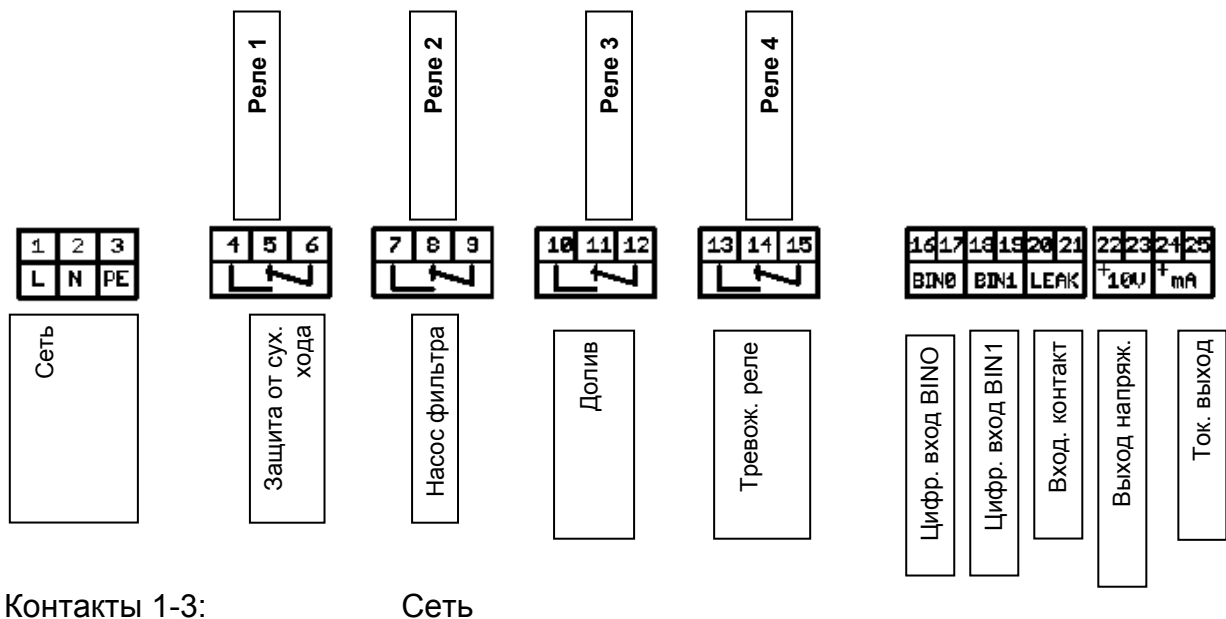 Реле 1
Реле 2
Реле 3
Реле 4
1 2 3
4 5 6
7 8 9
10 11 12
13 14 15
16 17 18 19 20 21
22 23 24 25
L N PE
BIN0 BIN1 LEAK
+10V +mA
Сеть
Защита от сух.
хода
Насос фильтра
Долив
Тревож. реле
Цифр. вход BINO
Цифр. вход BIN1
Вход. контакт
Выход напряж.
Ток. выход
Контакты 1-3: Сеть